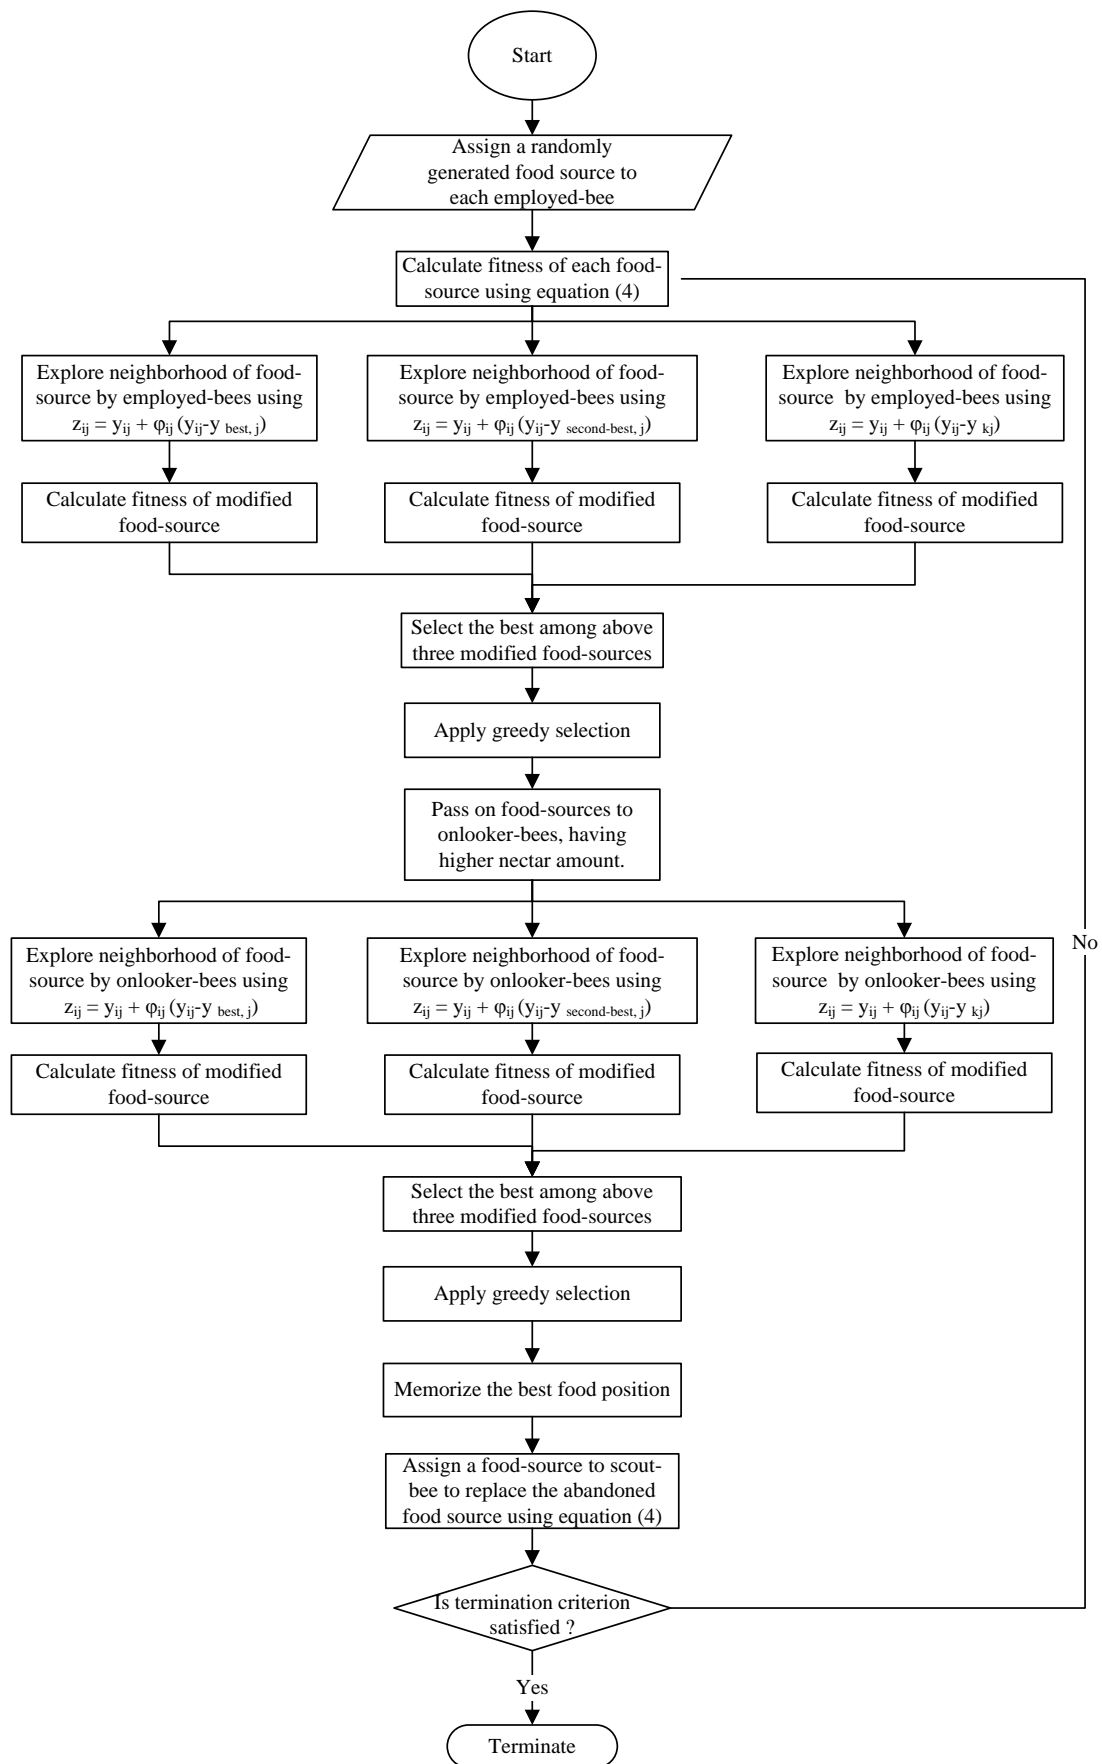 Start
Assign a randomly
generated food source to
each employed-bee
Calculate fitness of each food-
source using equation (4)
Explore neighborhood of food-
source by employed-bees using
zij = yij + φij (yij-y best, j)
Explore neighborhood of food-
source by employed-bees using
zij = yij + φij (yij-y second-best, j)
Explore neighborhood of food-
source by employed-bees using
zij = yij + φij (yij-y kj)
Calculate fitness of modified
food-source
Calculate fitness of modified
food-source
Calculate fitness of modified
food-source
Select the best among above
three modified food-sources
Apply greedy selection
Pass on food-sources to
onlooker-bees, having
higher nectar amount.
Explore neighborhood of food-
source by onlooker-bees using
zij = yij + φij (yij-y best, j)
Explore neighborhood of food-
source by onlooker-bees using
zij = yij + φij (yij-y second-best, j)
Explore neighborhood of food-
source by onlooker-bees using
zij = yij + φij (yij-y kj)
No
Calculate fitness of modified
food-source
Calculate fitness of modified
food-source
Calculate fitness of modified
food-source
Select the best among above
three modified food-sources
Apply greedy selection
Memorize the best food position
Assign a food-source to scout-
bee to replace the abandoned
food source using equation (4)
Is termination criterion
satisfied ?
Yes
Terminate